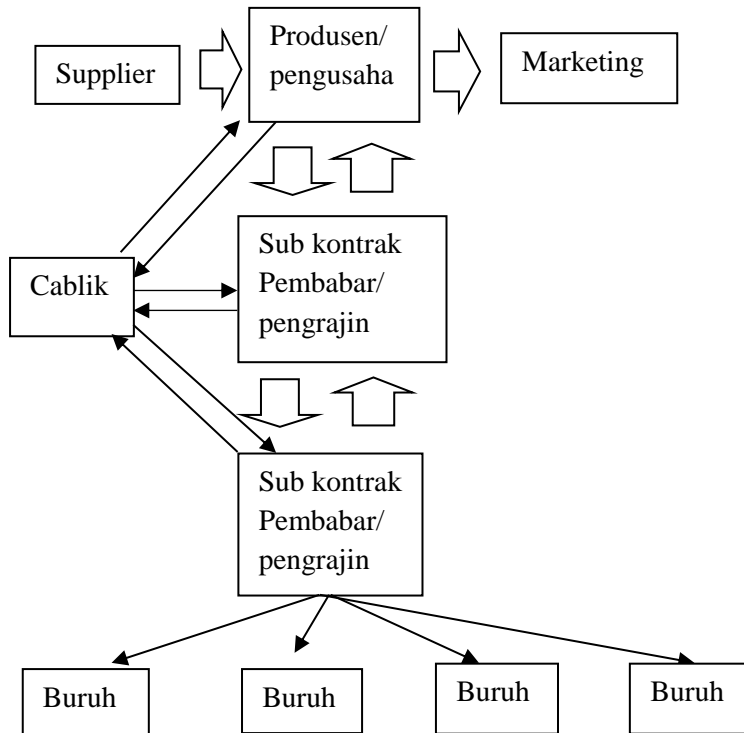 Supplier
Produsen/
pengusaha
Marketing
Cablik
Sub kontrak
Pembabar/
pengrajin
Sub kontrak
Pembabar/
pengrajin
Buruh
Buruh
Buruh
Buruh